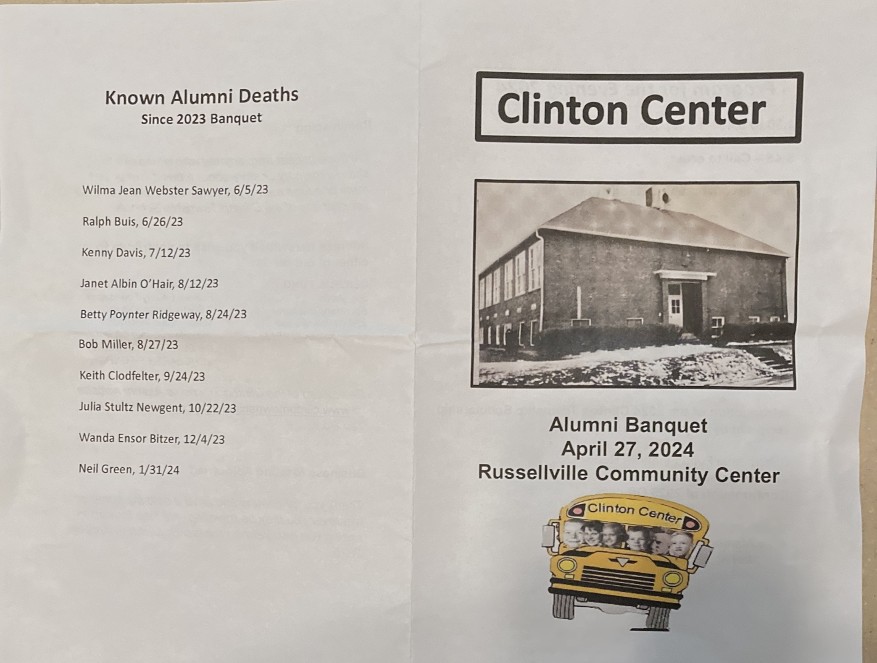 Known Alumni Deaths
Since 2023 Banquet
Wilma Jean Webster Sawyer, 6/5/23
Ralph Buis, 6/26/23
Kenny Davis, 7/12/23
Janet Albin O'Hair, 8/12/23
Betty Poynter Ridgeway, 8/24/23
Bob Miller, 8/27/23
Keith Clodfelter, 9/24/23
Julia Stultz Newgent, 10/22/23
Wanda Ensor Bitzer, 12/4/23
Neil Green, 1/31/24
Clinton Center
Alumni Banquet
April 27, 2024
Russellville Community Center
Clinton Center